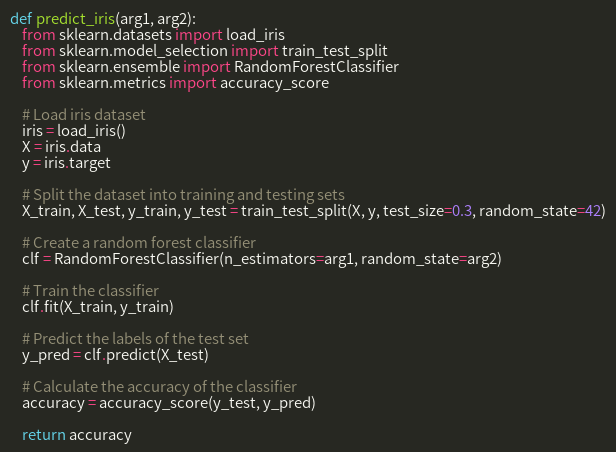 def predict_iris(arg1, arg2):
    from sklearn.datasets import load_iris
    from sklearn.model_selection import train_test_split
    from sklearn.ensemble import RandomForestClassifier
    from sklearn.metrics import accuracy_score

    # Load iris dataset
    iris = load_iris()
    X = iris.data
    y = iris.target

    # Split the dataset into training and testing sets
    X_train, X_test, y_train, y_test = train_test_split(X, y, test_size=0.3, random_state=42)

    # Create a random forest classifier
    clf = RandomForestClassifier(n_estimators=arg1, random_state=arg2)

    # Train the classifier
    clf.fit(X_train, y_train)

    # Predict the labels of the test set
    y_pred = clf.predict(X_test)

    # Calculate the accuracy of the classifier
    accuracy = accuracy_score(y_test, y_pred)

    return accuracy